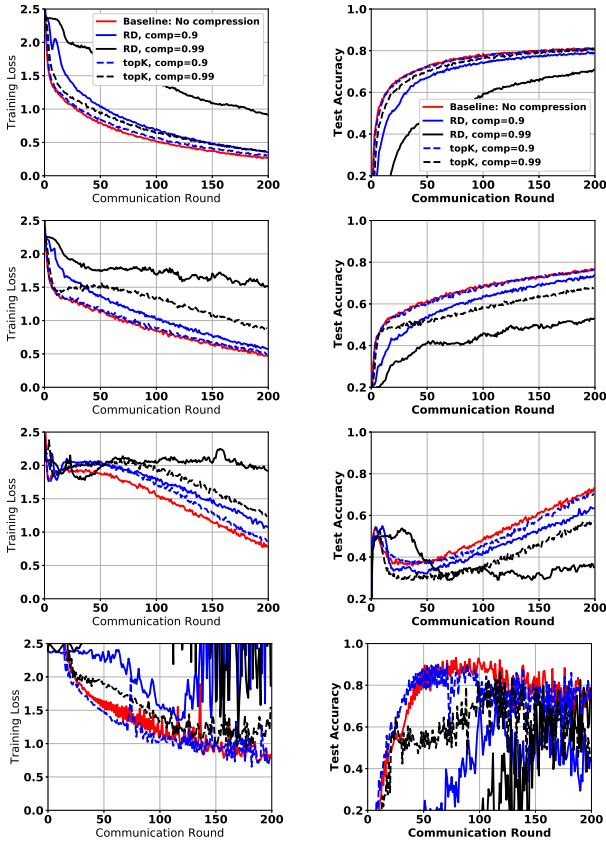 2.5
2.0
1.5
1.0
0.5
0.0
Training Loss
Baseline: No compression
RD, comp=0.9
RD, comp=0.99
topK, comp=0.9
topK, comp=0.99
0 50 100 150 200
Communication Round
1.0
0.8
0.6
0.4
0.2
Test Accuracy
Baseline: No compression
RD, comp=0.9
RD, comp=0.99
topK, comp=0.9
topK, comp=0.99
0 50 100 150 200
Communication Round
2.5
2.0
1.5
1.0
0.5
0.0
Training Loss
0 50 100 150 200
Communication Round
1.0
0.8
0.6
0.4
0.2
Test Accuracy
0 50 100 150 200
Communication Round
2.5
2.0
1.5
1.0
0.5
0.0
Training Loss
0 50 100 150 200
Communication Round
1.0
0.8
0.6
0.4
0.2
Test Accuracy
0 50 100 150 200
Communication Round
2.5
2.0
1.5
1.0
0.5
0.0
Training Loss
0 50 100 150 200
Communication Round
1.0
0.8
0.6
0.4
0.2
Test Accuracy
0 50 100 150 200
Communication Round